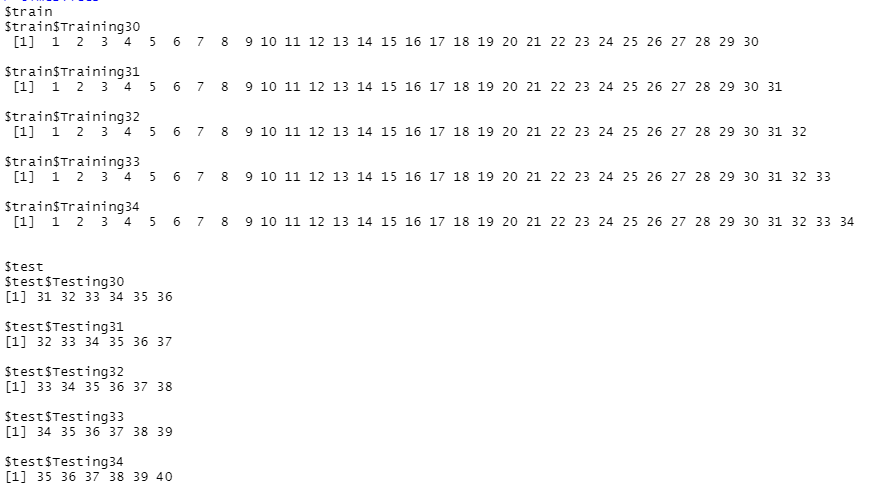 $train
$train$Training30
[1] 1 2 3 4 5 6 7 8 9 10 11 12 13 14 15 16 17 18 19 20 21 22 23 24 25 26 27 28 29 30
$train$Training31
[1] 1 2 3 4 5 6 7 8 9 10 11 12 13 14 15 16 17 18 19 20 21 22 23 24 25 26 27 28 29 30 31
$train$Training32
[1] 1 2 3 4 5 6 7 8 9 10 11 12 13 14 15 16 17 18 19 20 21 22 23 24 25 26 27 28 29 30 31 32
$train$Training33
[1] 1 2 3 4 5 6 7 8 9 10 11 12 13 14 15 16 17 18 19 20 21 22 23 24 25 26 27 28 29 30 31 32 33
$train$Training34
[1] 1 2 3 4 5 6 7 8 9 10 11 12 13 14 15 16 17 18 19 20 21 22 23 24 25 26 27 28 29 30 31 32 33 34
$test
$test$Testing30
[1] 31 32 33 34 35 36
$test$Testing31
[1] 32 33 34 35 36 37
$test$Testing32
[1] 33 34 35 36 37 38
$test$Testing33
[1] 34 35 36 37 38 39
$test$Testing34
[1] 35 36 37 38 39 40